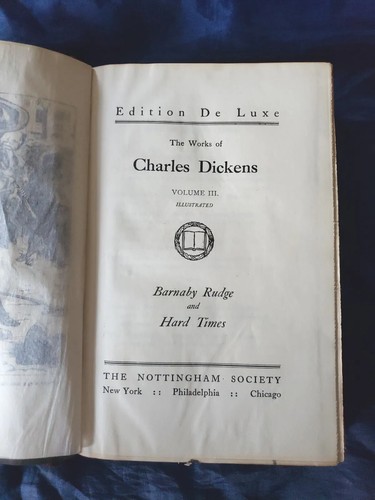 Edition De Luxe
The Works of
Charles Dickens
VOLUME III.
ILLUSTRATED
Barnaby Rudge
and
Hard Times
THE NOTTINGHAM SOCIETY
New York :: Philadelphia :: Chicago